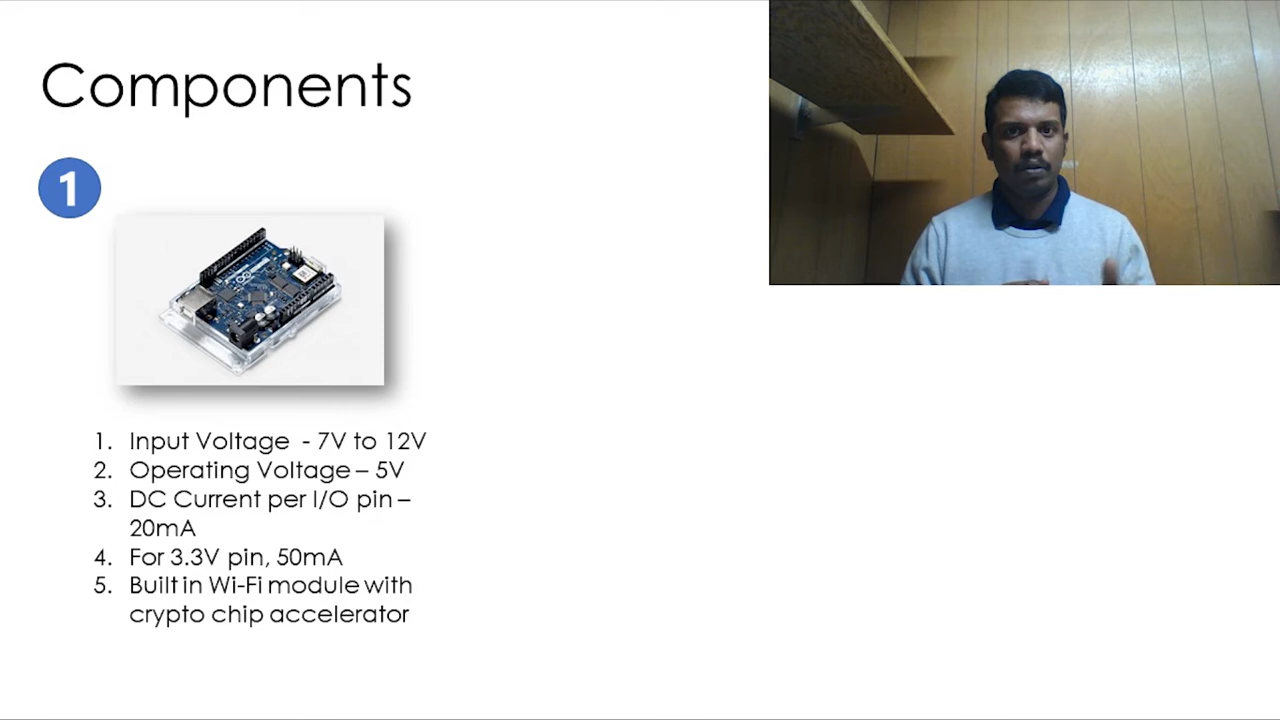 Components
1
1. Input Voltage - 7V to 12V
2. Operating Voltage – 5V
3. DC Current per I/O pin –
20mA
4. For 3.3V pin, 50mA
5. Built in Wi-Fi module with
crypto chip accelerator